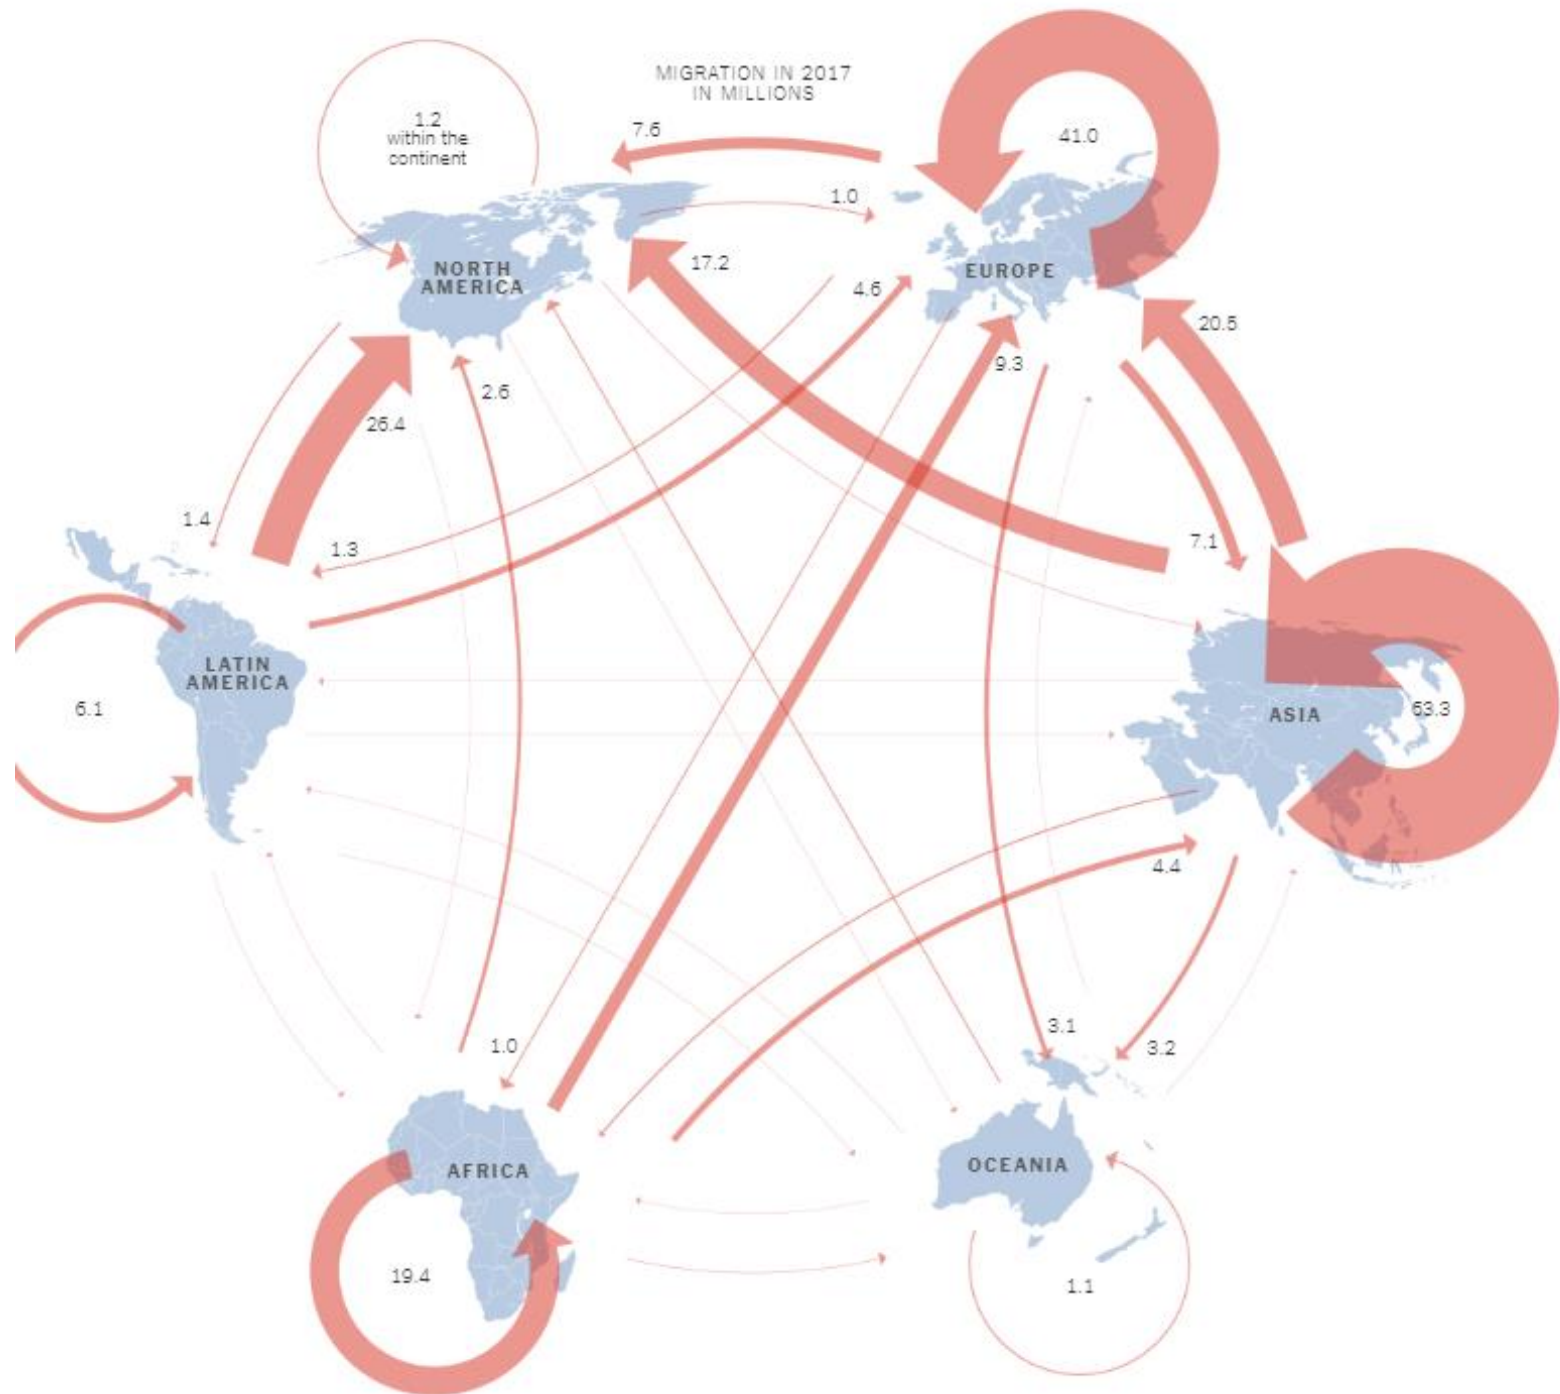 MIGRATION IN 2017
IN MILLIONS
1.2
within the
continent
7.6
41.0
1.0
17.2
4.6
NORTH
AMERICA
EUROPE
20.5
9.3
2.6
26.4
1.4
1.3
7.1
LATIN
AMERICA
6.1
ASIA
63.3
4.4
1.0
3.1
3.2
AFRICA
OCEANIA
19.4
1.1